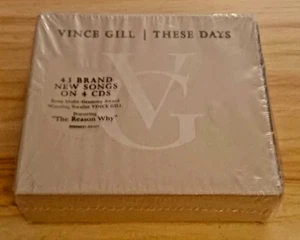 VINCE GILL | THESE DAYS
VG
43 BRAND
NEW SONGS
ON 4 CDS
Featuring
"The Reason Why"